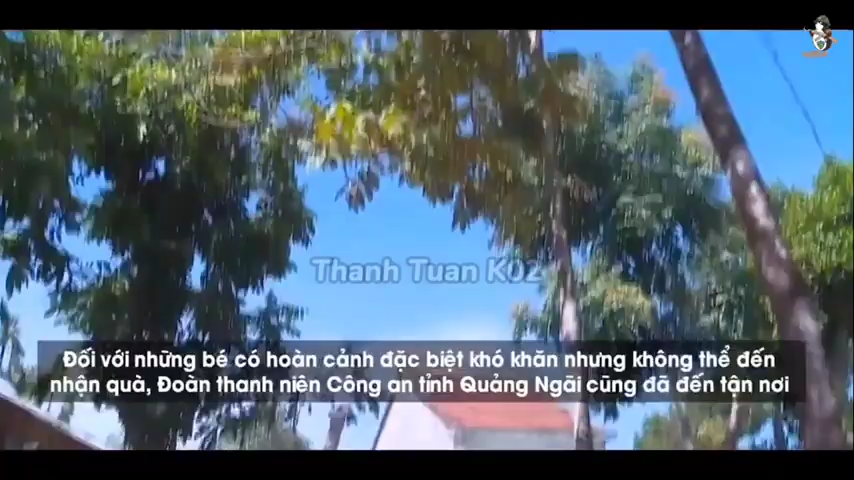 Thanh Tuan K02
Đối với những bé có hoàn cảnh đặc biệt khó khăn nhưng không thể đến
nhận quà, Đoàn thanh niên Công an tỉnh Quảng Ngãi cũng đã đến tận nơi